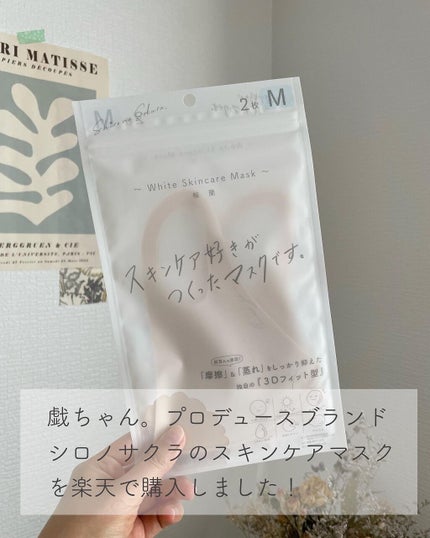 RI MATISSE
PIERS DÉCOUPÉS
BERGGRUEN & CIE
M
2枚 M
~ White Skincare Mask ~
スキンケア好きが
つくったマスクです。
「摩擦」&「蒸れ」をしっかり抑えた
独自の『3Dフィット型』
戯ちゃん。プロデュースブランド
シロノサクラのスキンケアマスク
を楽天で購入しました！